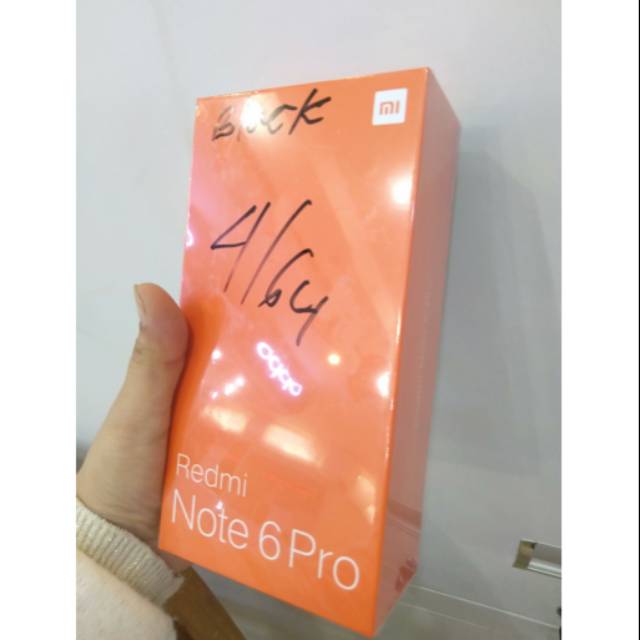 Black
mi
4/64
oppo
Redmi
Note 6 Pro